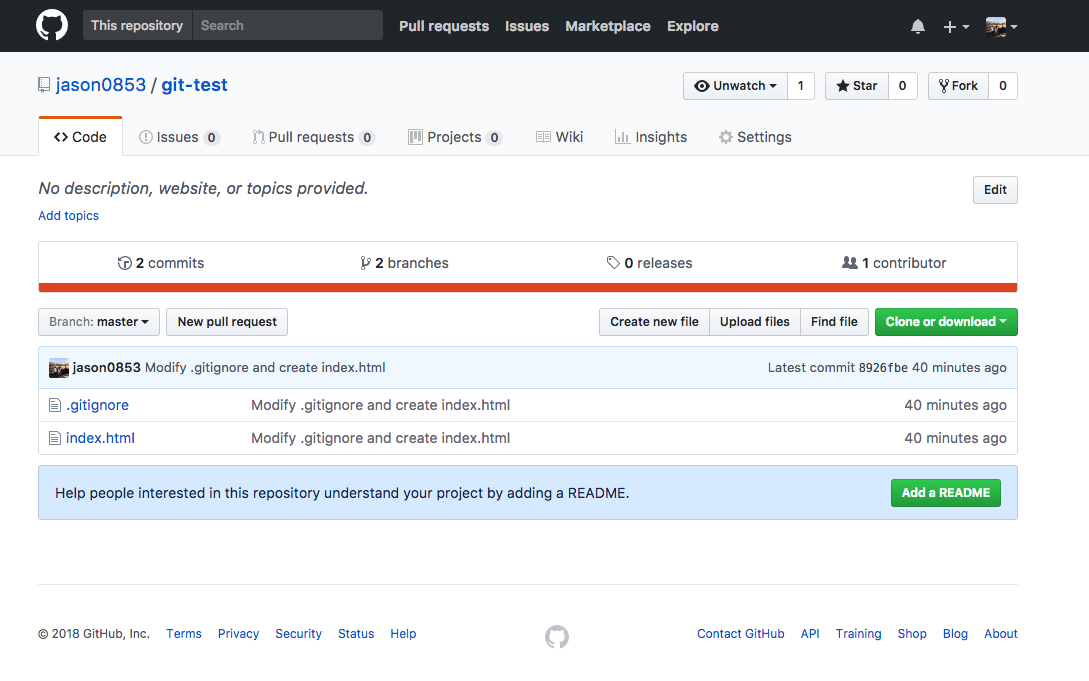 This repository Search Pull requests Issues Marketplace Explore
jason0853 / git-test Unwatch 1 Star 0 Fork 0
Code Issues 0 Pull requests 0 Projects 0 Wiki Insights Settings
No description, website, or topics provided. Edit
Add topics
2 commits 2 branches 0 releases 1 contributor
Branch: master New pull request Create new file Upload files Find file Clone or download
jason0853 Modify .gitignore and create index.html Latest commit 8926fbe 40 minutes ago
.gitignore Modify .gitignore and create index.html 40 minutes ago
index.html Modify .gitignore and create index.html 40 minutes ago
Help people interested in this repository understand your project by adding a README. Add a README
© 2018 GitHub, Inc. Terms Privacy Security Status Help Contact GitHub API Training Shop Blog About